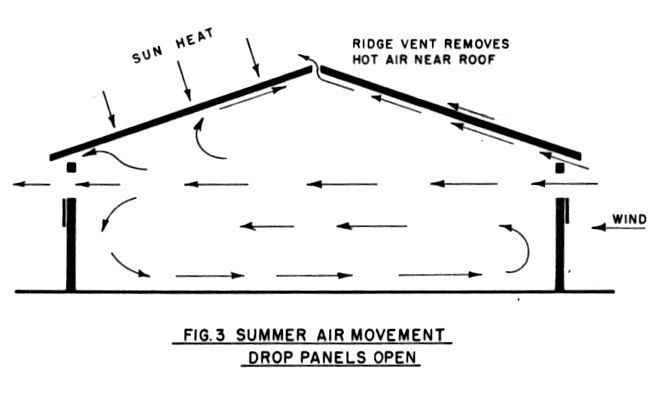 SUN HEAT
RIDGE VENT REMOVES
HOT AIR NEAR ROOF
WIND
FIG.3 SUMMER AIR MOVEMENT
DROP PANELS OPEN